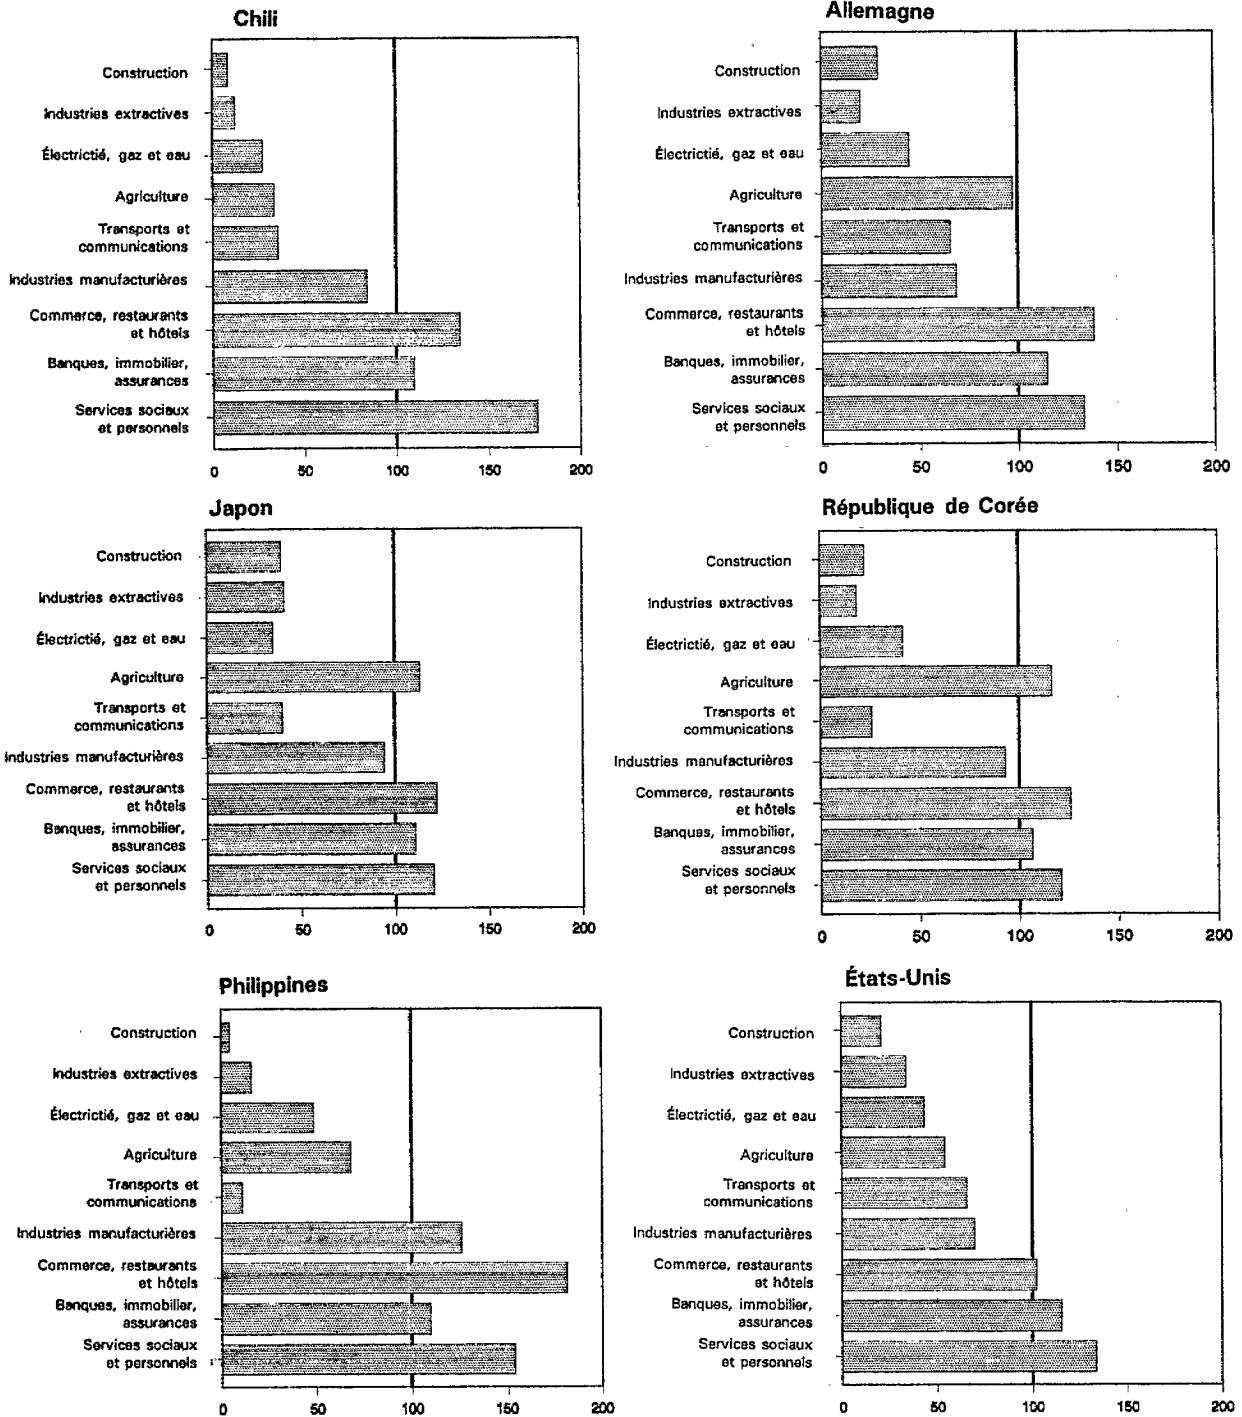 Chili
Construction
Industries extractives
Électrictié, gaz et eau
Agriculture
Transports et
communications
Industries manufacturières
Commerce, restaurants
et hôtels
Banques, immobilier,
assurances
Services sociaux
et personnels
0 50 100 150 200
Allemagne
Construction
Industries extractives
Électrictié, gaz et eau
Agriculture
Transports et
communications
Industries manufacturières
Commerce, restaurants
et hôtels
Banques, immobilier,
assurances
Services sociaux
et personnels
0 50 100 150 200
Japon
Construction
Industries extractives
Électrictié, gaz et eau
Agriculture
Transports et
communications
Industries manufacturières
Commerce, restaurants
et hôtels
Banques, immobilier,
assurances
Services sociaux
et personnels
0 50 100 150 200
République de Corée
Construction
Industries extractives
Électrictié, gaz et eau
Agriculture
Transports et
communications
Industries manufacturières
Commerce, restaurants
et hôtels
Banques, immobilier,
assurances
Services sociaux
et personnels
0 50 100 150 200
Philippines
Construction
Industries extractives
Électrictié, gaz et eau
Agriculture
Transports et
communications
Industries manufacturières
Commerce, restaurants
et hôtels
Banques, immobilier,
assurances
Services sociaux
et personnels
0 50 100 150 200
États-Unis
Construction
Industries extractives
Électrictié, gaz et eau
Agriculture
Transports et
communications
Industries manufacturières
Commerce, restaurants
et hôtels
Banques, immobilier,
assurances
Services sociaux
et personnels
0 50 100 150 200